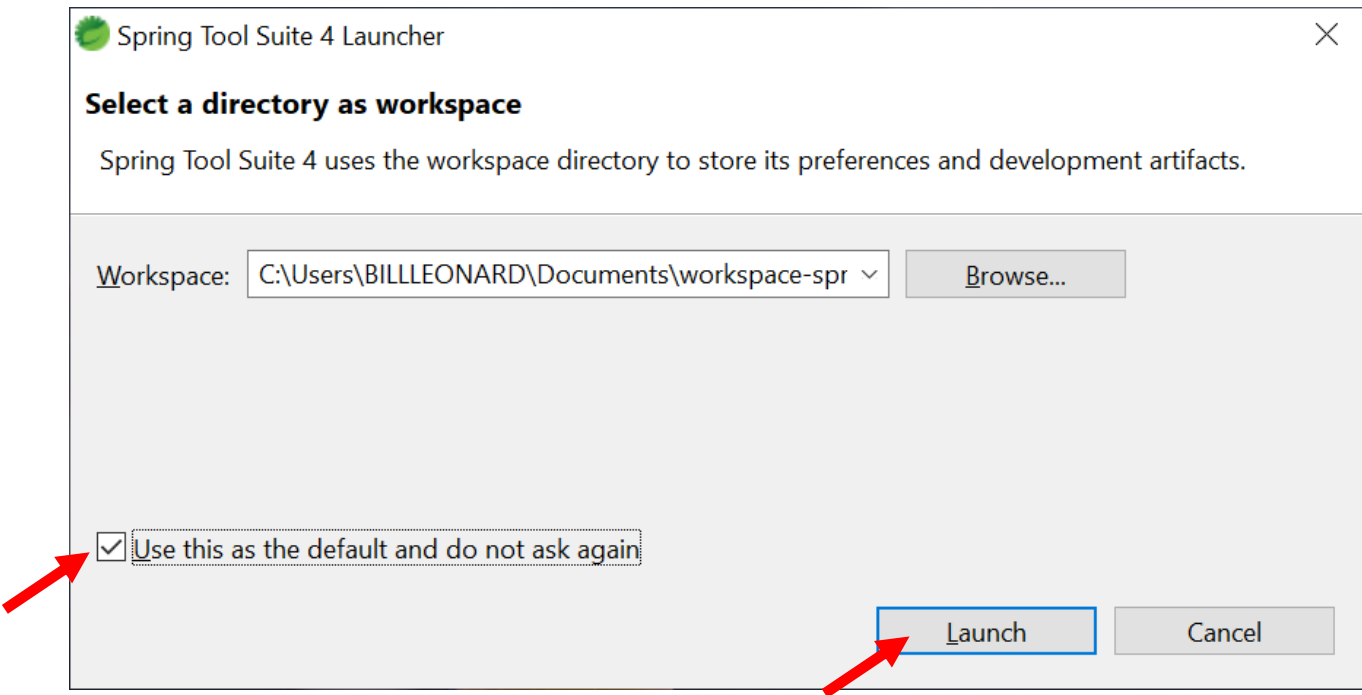 Spring Tool Suite 4 Launcher
Select a directory as workspace
Spring Tool Suite 4 uses the workspace directory to store its preferences and development artifacts.
Workspace: C:\Users\BILLLEONARD\Documents\workspace-spr Browse...
Use this as the default and do not ask again
Launch Cancel